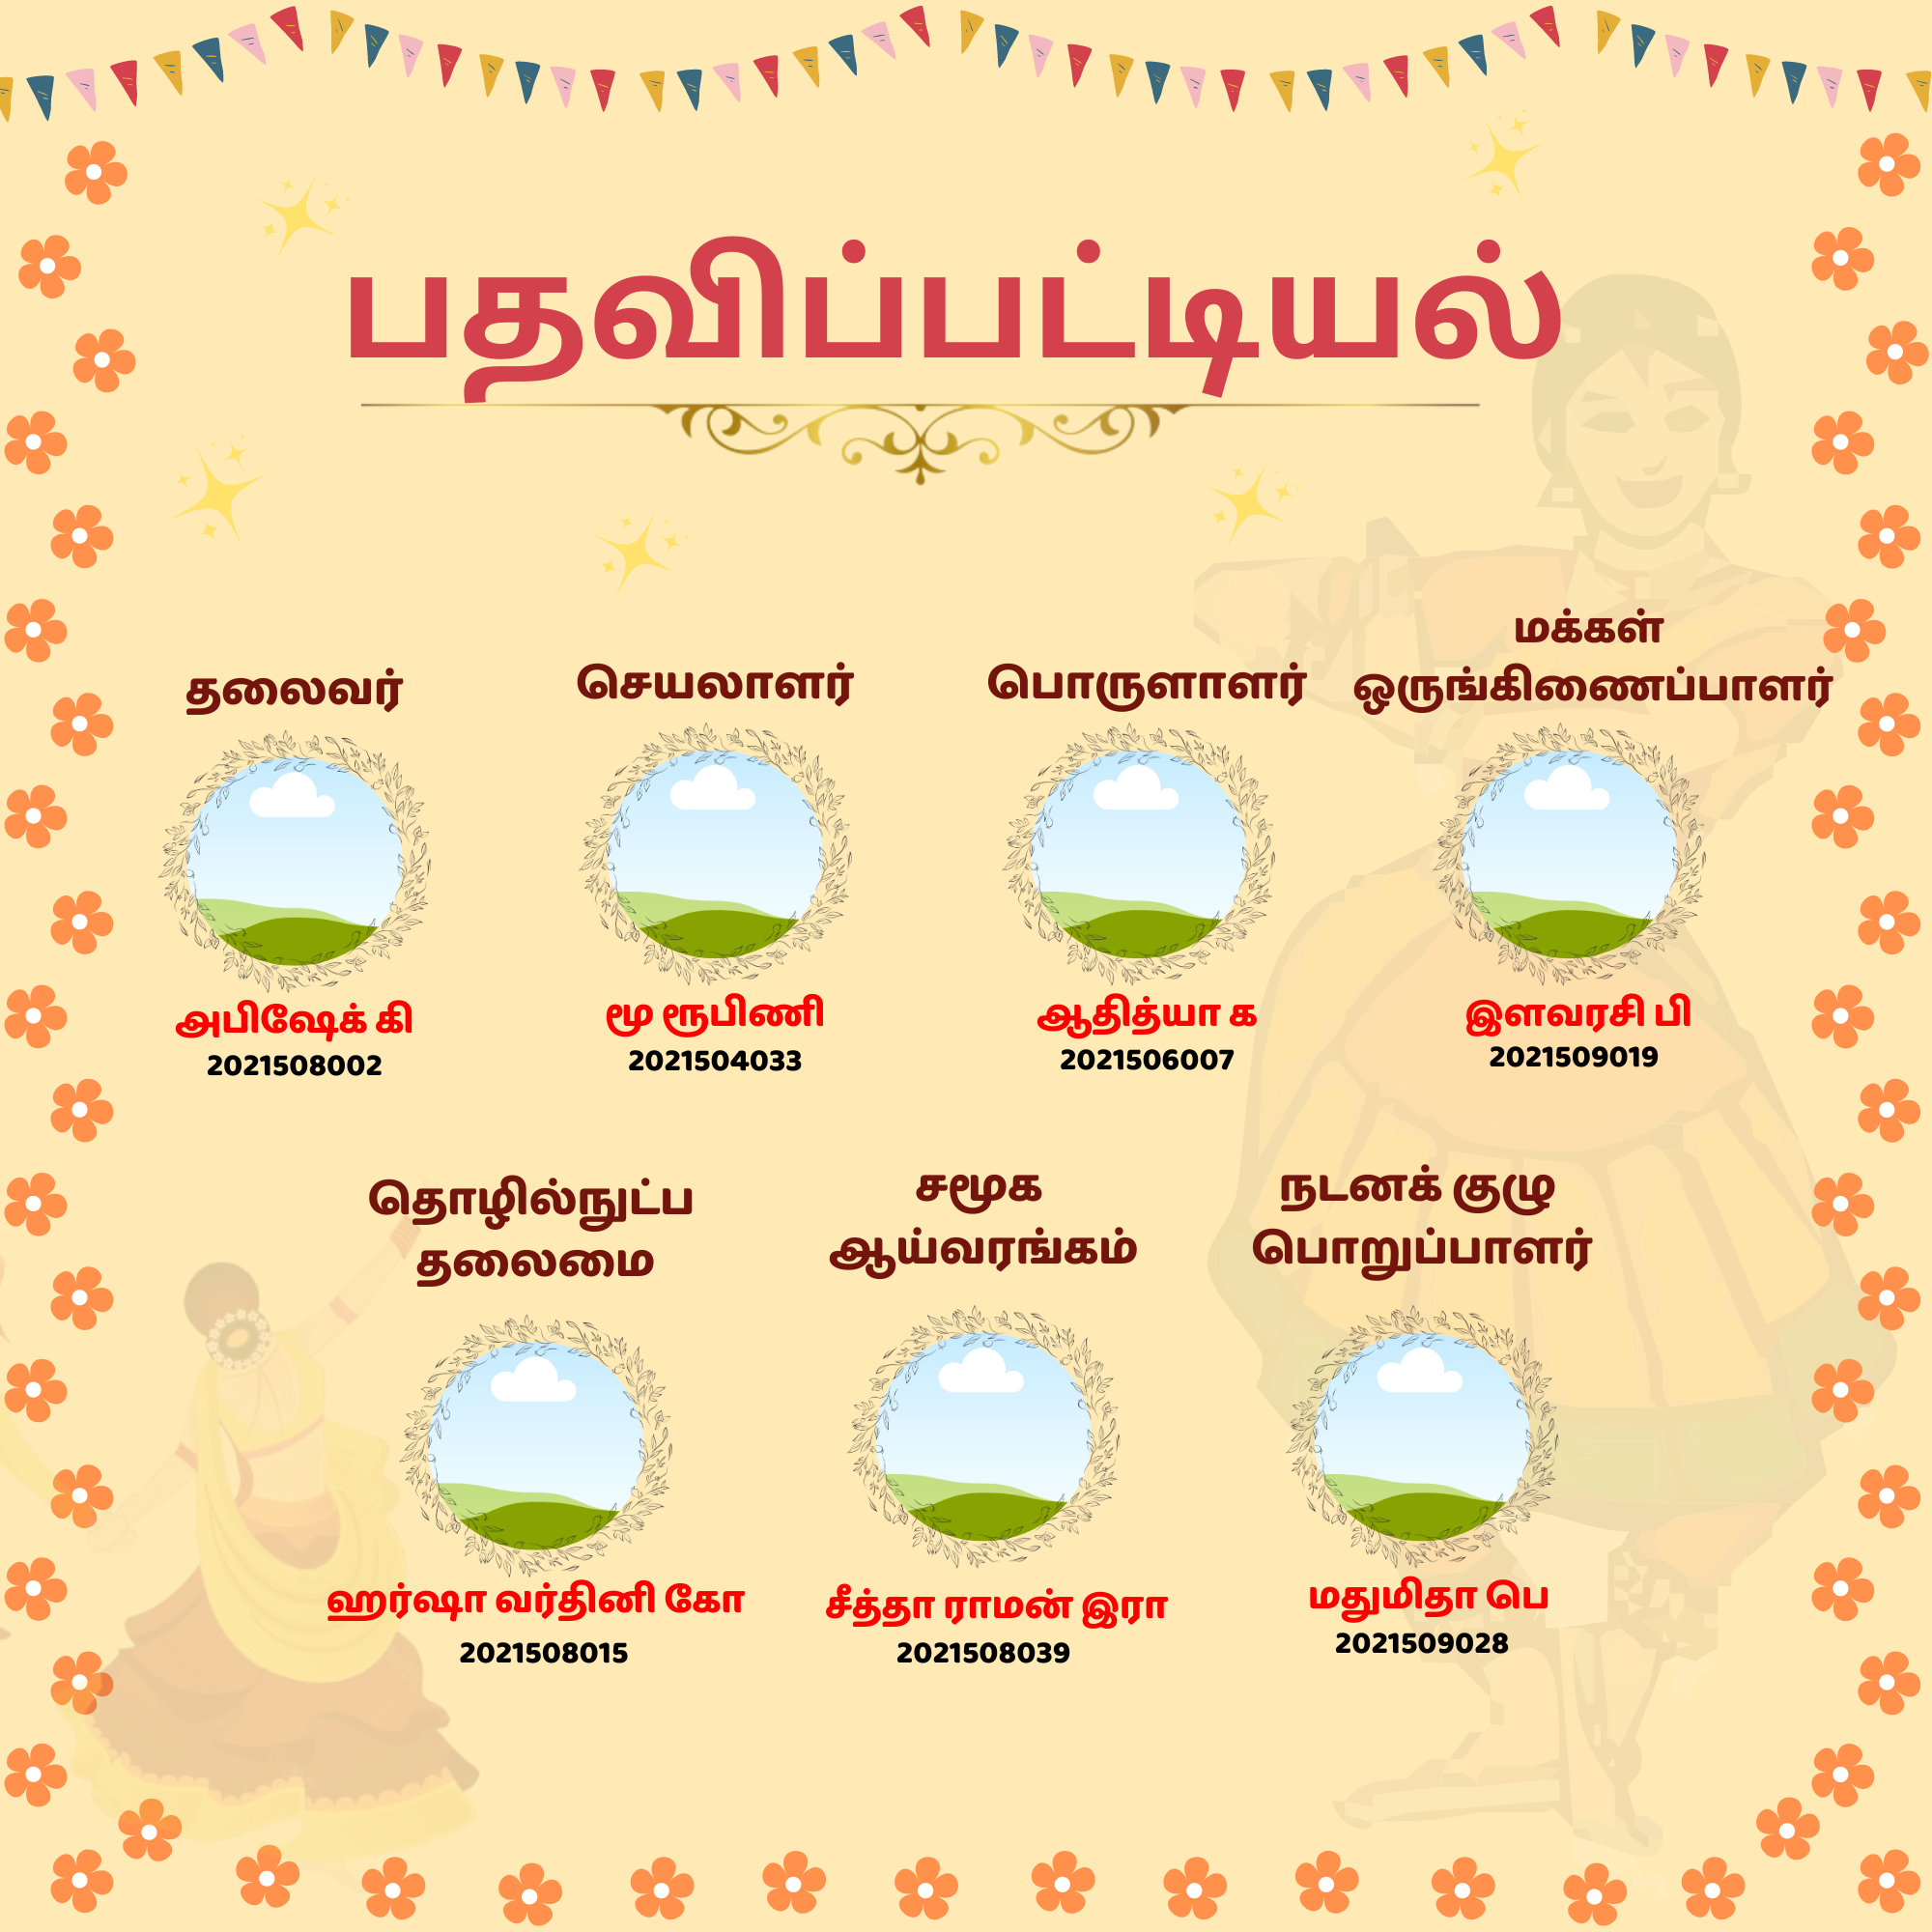 பதவிப்பட்டியல்
தலைவர்
அபிஷேக் கி
2021508002
செயலாளர்
மூ ரூபிணி
2021504033
பொருளாளர்
ஆதித்யா க
2021506007
மக்கள்
ஒருங்கிணைப்பாளர்
இளவரசி பி
2021509019
தொழில்நுட்ப
தலைமை
ஹர்ஷா வர்தினி கோ
2021508015
சமூக
ஆய்வரங்கம்
சீத்தா ராமன் இரா
2021508039
நடனக் குழு
பொறுப்பாளர்
மதுமிதா பெ
2021509028